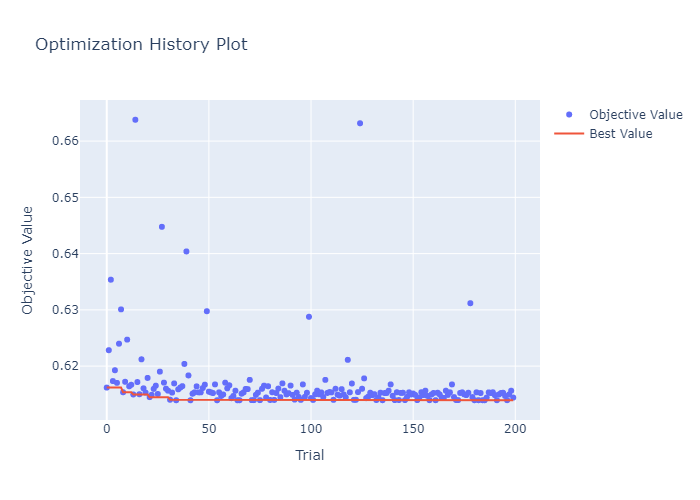 Optimization History Plot
Objective Value
Best Value
0.66
0.65
0.64
0.63
0.62
Objective Value
0
50
100
150
200
Trial